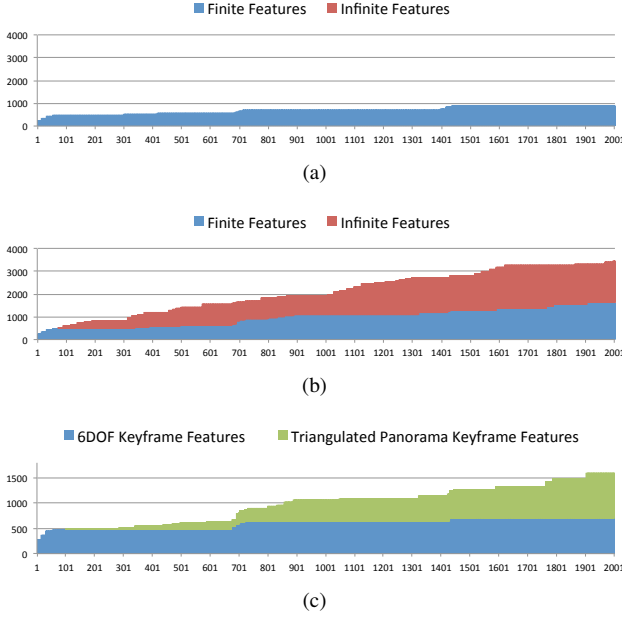 Finite Features Infinite Features
4000
3000
2000
1000
0
1 101 201 301 401 501 601 701 801 901 1001 1101 1201 1301 1401 1501 1601 1701 1801 1901 2001
(a)
Finite Features Infinite Features
4000
3000
2000
1000
0
1 101 201 301 401 501 601 701 801 901 1001 1101 1201 1301 1401 1501 1601 1701 1801 1901 2001
(b)
6DOF Keyframe Features Triangulated Panorama Keyframe Features
1500
1000
500
0
1 101 201 301 401 501 601 701 801 901 1001 1101 1201 1301 1401 1501 1601 1701 1801 1901 2001
(c)